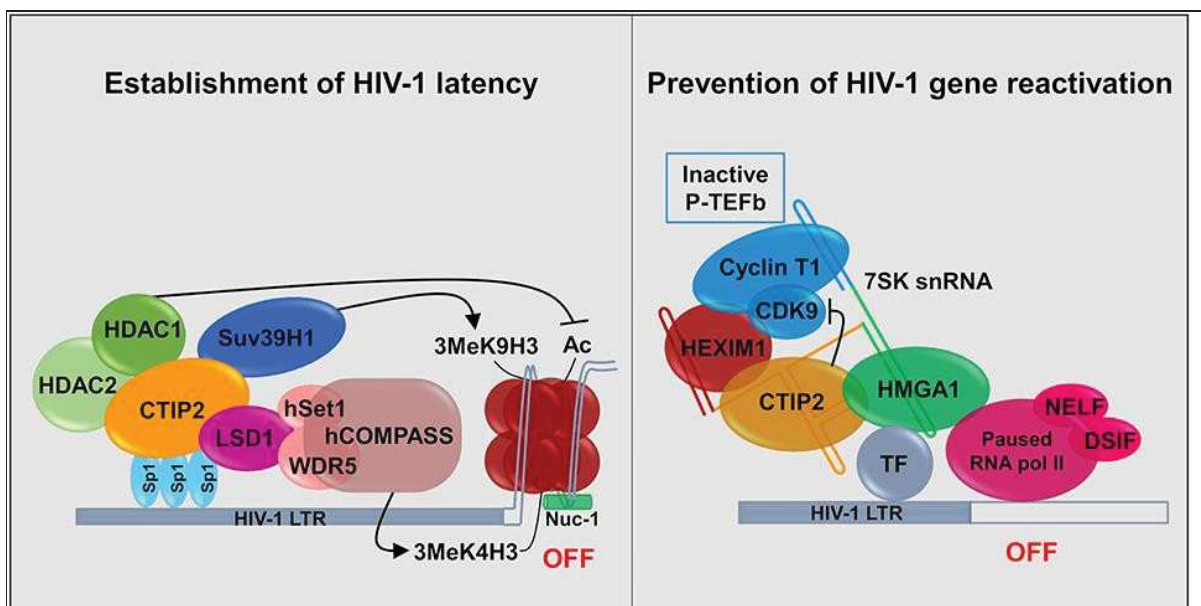 Establishment of HIV-1 latency
HDAC1
HDAC2
Suv39H1
CTIP2
LSD1
hSet1
hCOMPASS
WDR5
Sp1
Sp1
Sp1
3MeK9H3
Ac
HIV-1 LTR
Nuc-1
3MeK4H3
OFF
Prevention of HIV-1 gene reactivation
Inactive
P-TEFb
Cyclin T1
CDK9
7SK snRNA
HEXIM1
CTIP2
HMGA1
TF
NELF
DSIF
Paused
RNA pol II
HIV-1 LTR
OFF